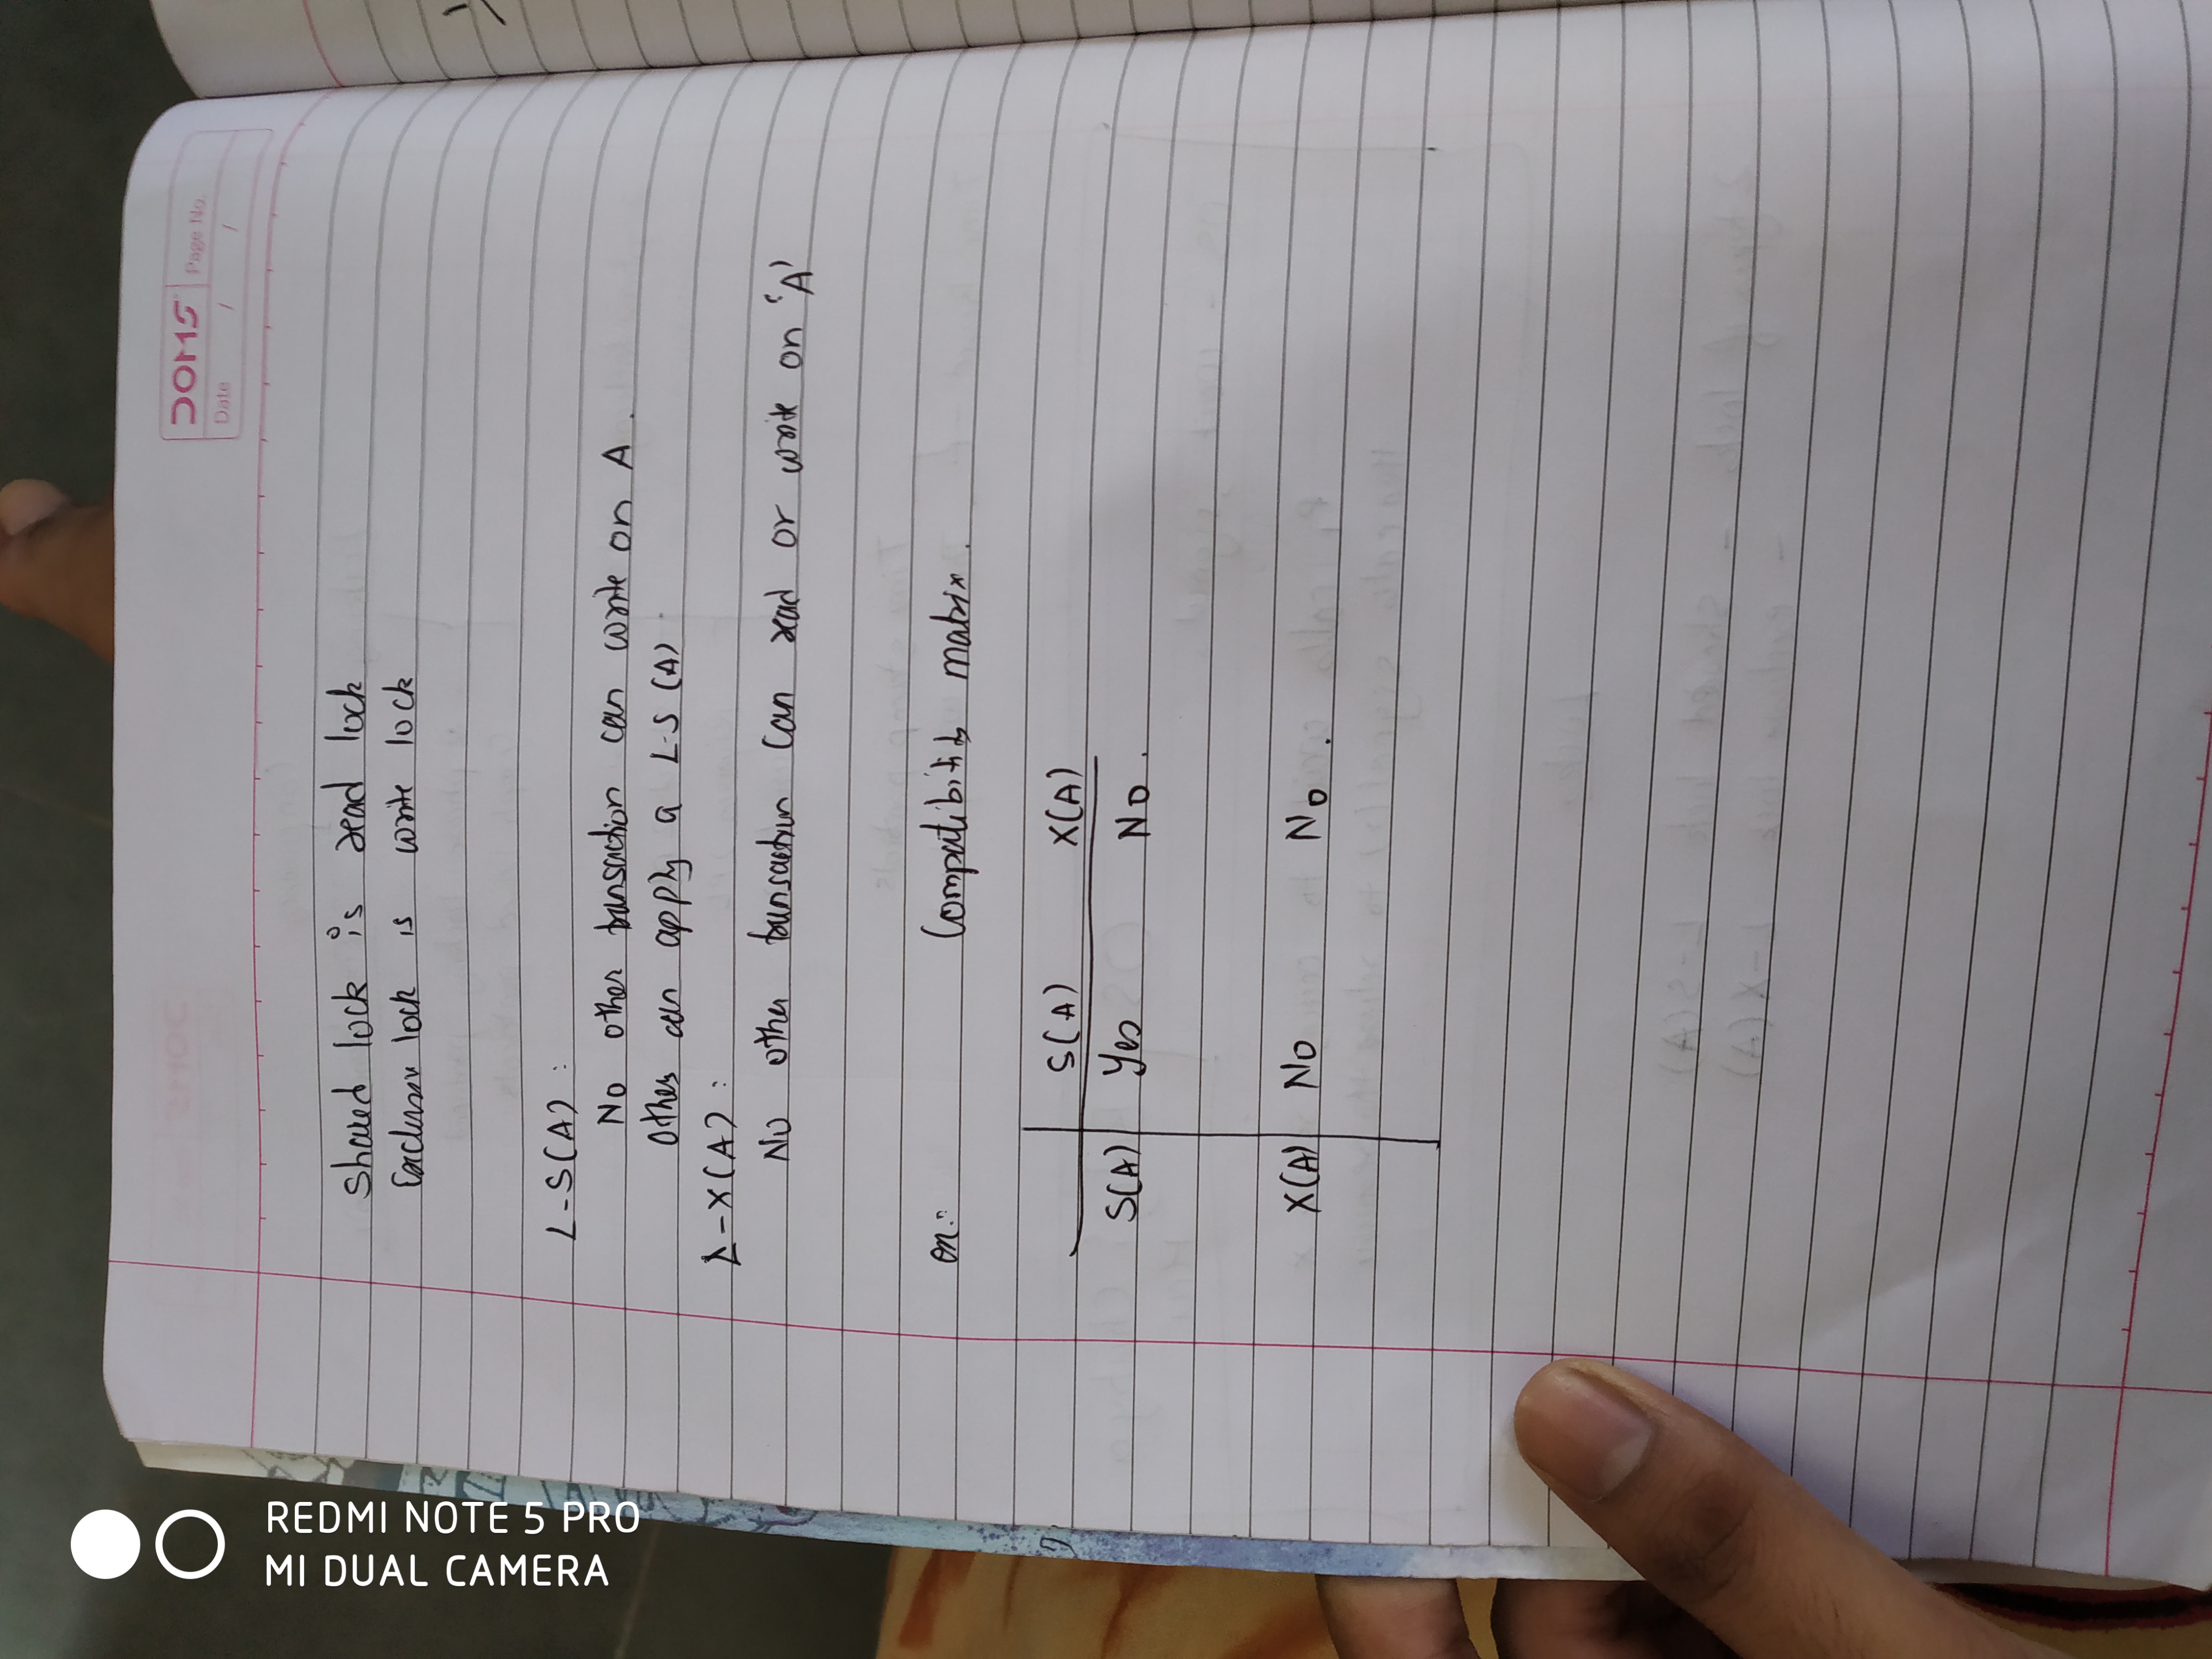 DOMS Page No.
Date / /
Shared lock is read lock
Exclusive lock is write lock
L-S(A) :
No other transaction can write on A.
Others can apply a L-S (A).
L-X(A) :
No other transaction can read or write on 'A'
Compatibility matrix.
S(A) X(A)
S(A) Yes No.
X(A) No No.
REDMI NOTE 5 PRO
MI DUAL CAMERA